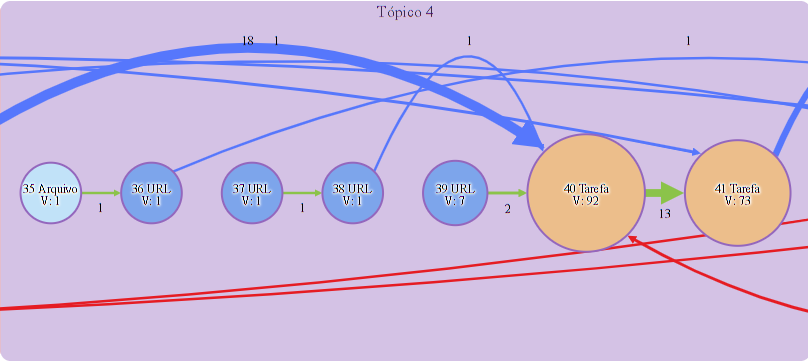 Tópico 4
18 1 1 1
35 Arquivo
V: 1
1
36 URL
V: 1
37 URL
V: 1
1
38 URL
V: 1
39 URL
V: 7
2
40 Tarefa
V: 92
13
41 Tarefa
V: 73